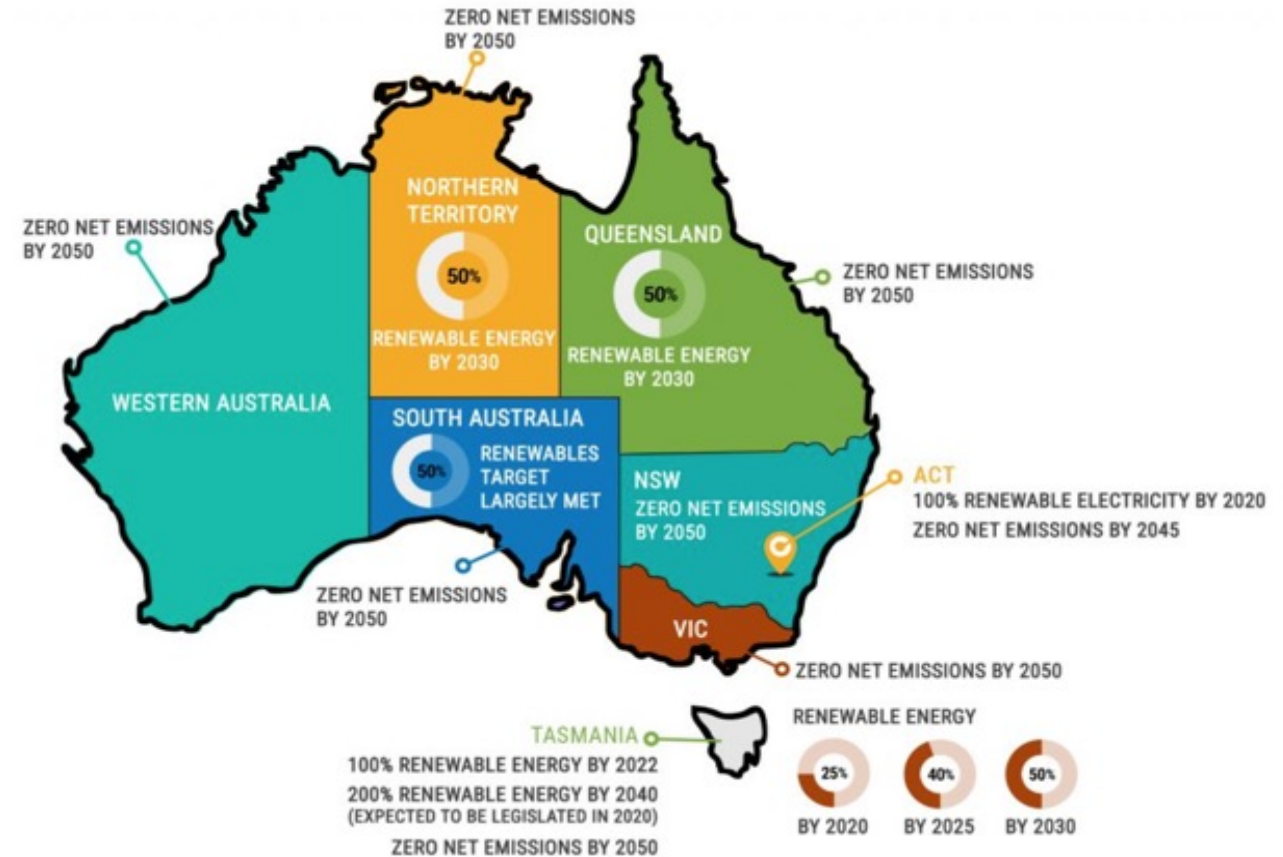 ZERO NET EMISSIONS
BY 2050
ZERO NET EMISSIONS
BY 2050
WESTERN AUSTRALIA
NORTHERN
TERRITORY
50%
RENEWABLE ENERGY
BY 2030
QUEENSLAND
50%
RENEWABLE ENERGY
BY 2030
ZERO NET EMISSIONS
BY 2050
SOUTH AUSTRALIA
50%
RENEWABLES
TARGET
LARGELY MET
ZERO NET EMISSIONS
BY 2050
NSW
ZERO NET EMISSIONS
BY 2050
ACT
100% RENEWABLE ELECTRICITY BY 2020
ZERO NET EMISSIONS BY 2045
VIC
ZERO NET EMISSIONS BY 2050
RENEWABLE ENERGY
25%
BY 2020
40%
BY 2025
50%
BY 2030
TASMANIA
100% RENEWABLE ENERGY BY 2022
200% RENEWABLE ENERGY BY 2040
(EXPECTED TO BE LEGISLATED IN 2020)
ZERO NET EMISSIONS BY 2050